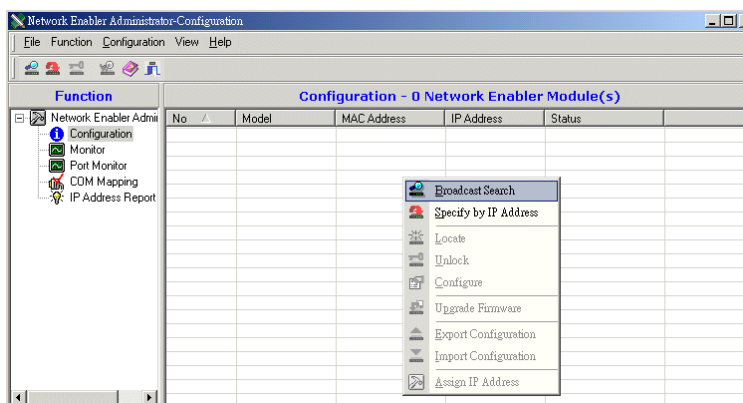 Network Enabler Administrator-Configuration
File Function Configuration View Help
Function
Configuration - 0 Network Enabler Module(s)
Network Enabler Admi
Configuration
Monitor
Port Monitor
COM Mapping
IP Address Report
No Model MAC Address IP Address Status
Broadcast Search
Specify by IP Address
Locate
Unlock
Configure
Upgrade Firmware
Export Configuration
Import Configuration
Assign IP Address